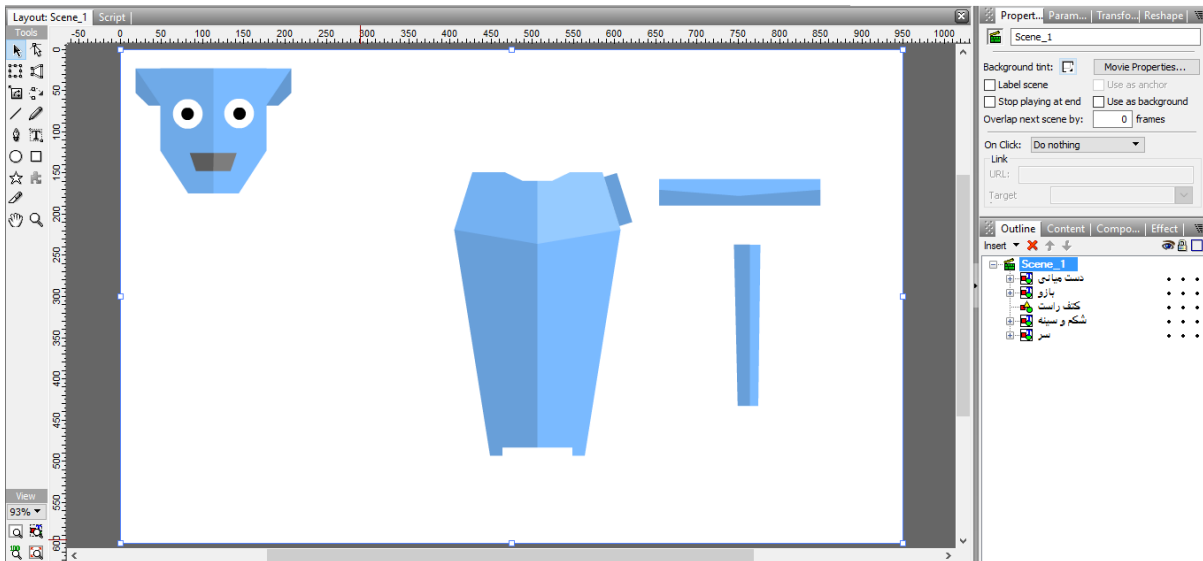 Layout: Scene_1 Script
Tools
-50 0 50 100 150 200 250 300 350 400 450 500 550 600 650 700 750 800 850 900 950 1000
0
50
100
150
200
250
300
350
400
450
500
550
600
View
93%
100
Propert... Param... Transfo... Reshape
Scene_1
Background tint: Movie Properties...
Label scene Use as anchor
Stop playing at end Use as background
Overlap next scene by: 0 frames
On Click: Do nothing
Link
URL:
Target
Outline Content Compo... Effect
Insert
Scene_1
دست میانی
بازو
کتف راست
شکم و سینه
سر